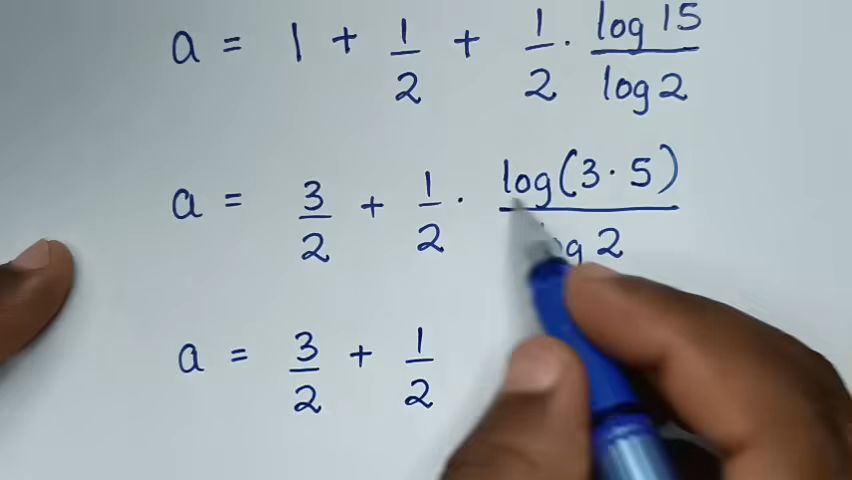 a = 1 + 1/2 + 1/2 · log 15 / log 2
a = 3/2 + 1/2 · log(3 · 5) / log 2
a = 3/2 + 1/2